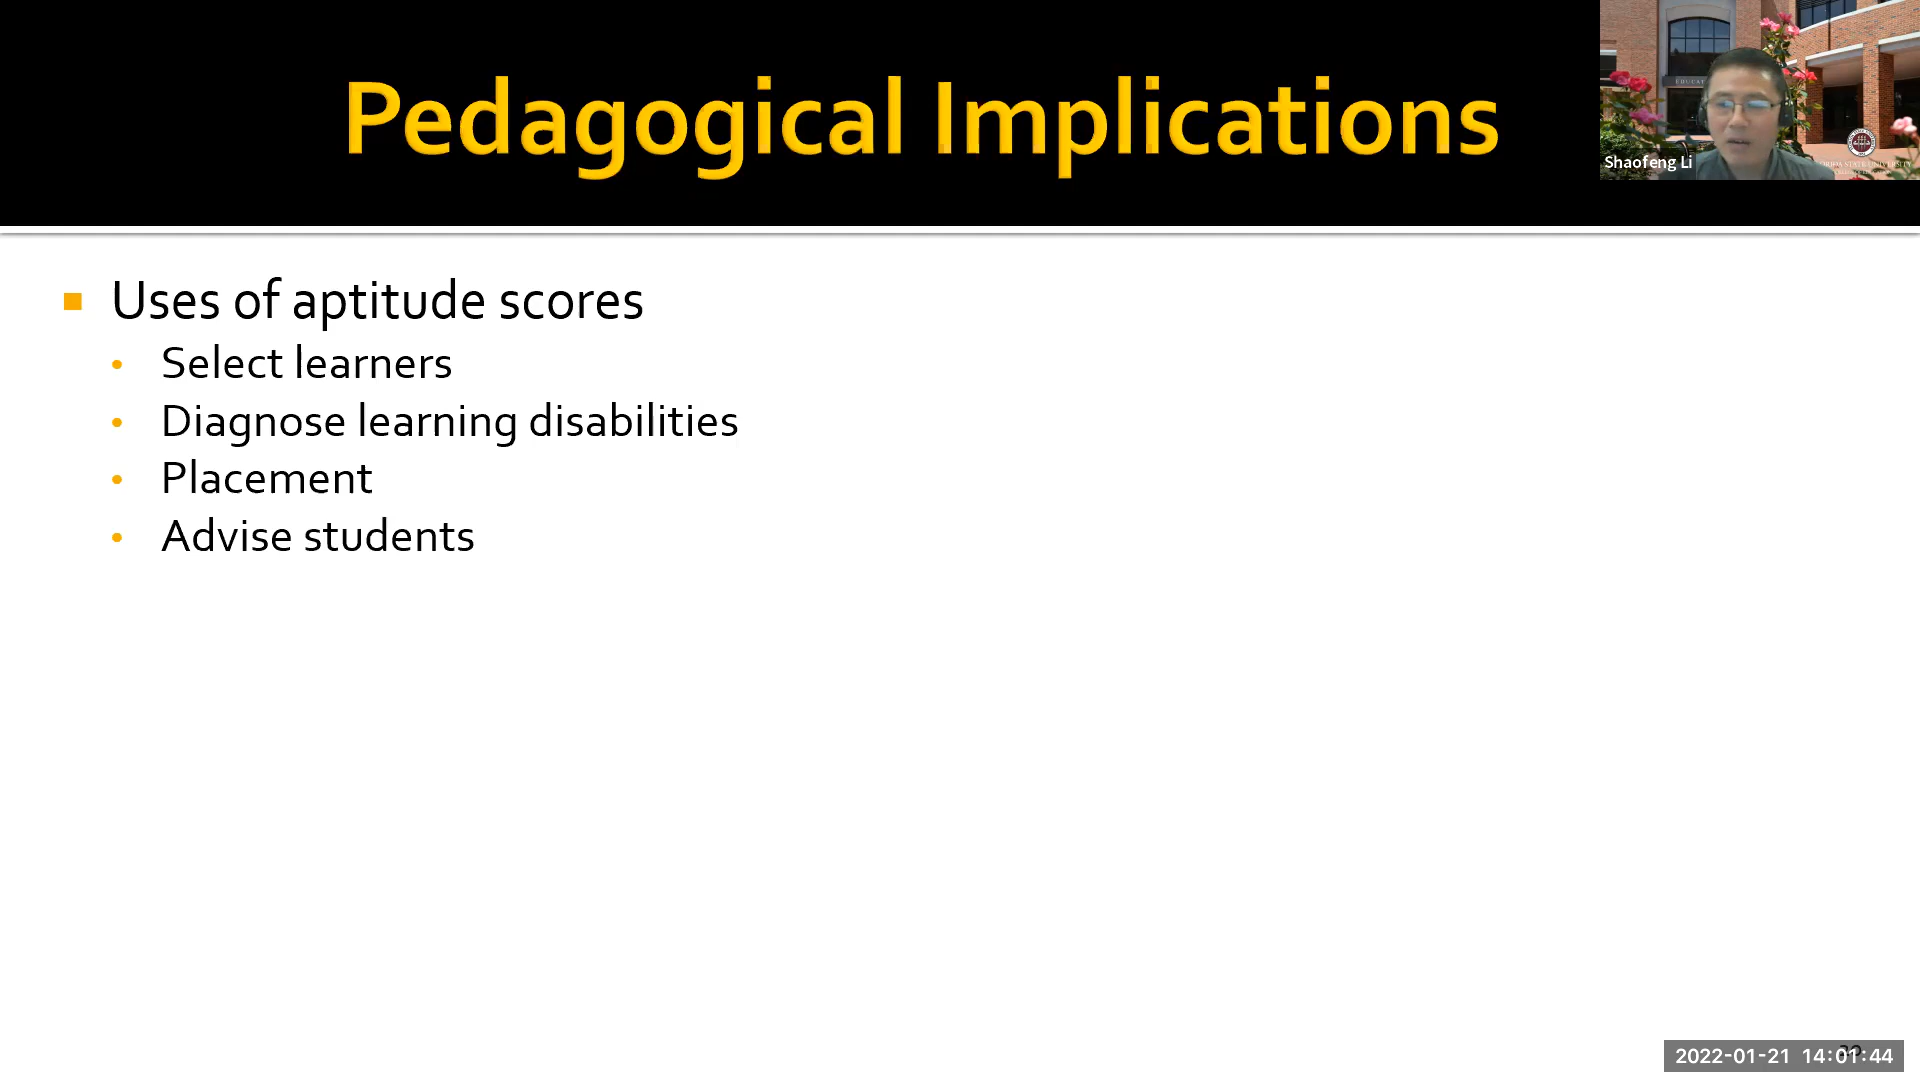 Pedagogical Implications
Shaofeng Li
Uses of aptitude scores
Select learners
Diagnose learning disabilities
Placement
Advise students
2022-01-21 14:01:44